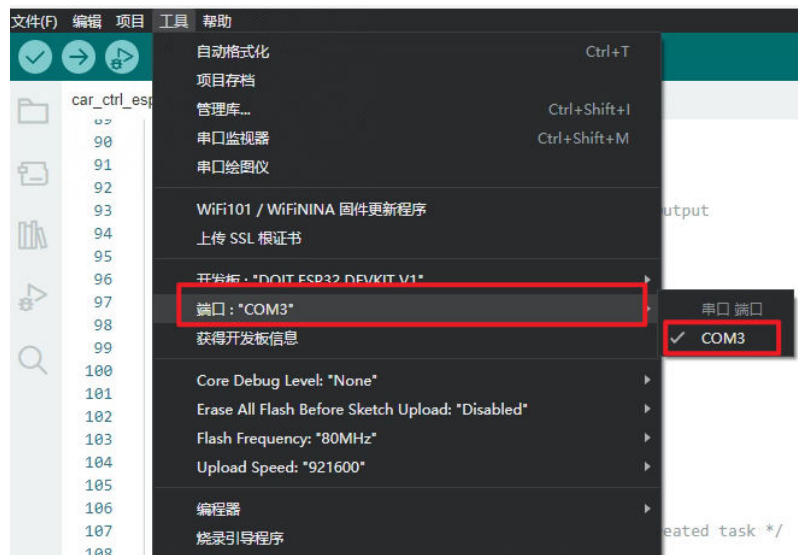 文件(F) 编辑 项目 工具 帮助
自动格式化 Ctrl+T
项目存档
car_ctrl_esp
管理库... Ctrl+Shift+I
89
90
串口监视器 Ctrl+Shift+M
91
串口绘图仪
92
93
WiFi101 / WiFiNINA 固件更新程序
utput
94
上传 SSL 根证书
95
96
开发板 : "DOIT ESP32 DEVKIT V1"
97
端口 : "COM3"
串口 端口
98
获得开发板信息
COM3
99
100
Core Debug Level: "None"
101
Erase All Flash Before Sketch Upload: "Disabled"
102
103
Flash Frequency: "80MHz"
104
Upload Speed: "921600"
105
106
编程器
107
eated task */
烧录引导程序
108